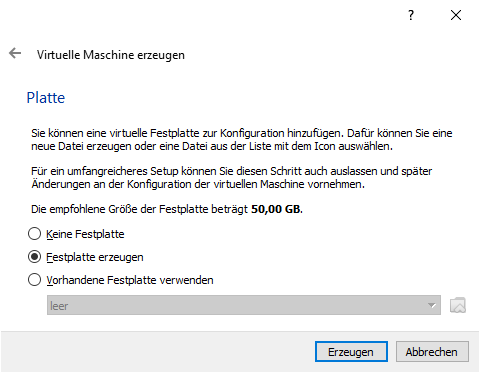 ?
Virtuelle Maschine erzeugen
Platte
Sie können eine virtuelle Festplatte zur Konfiguration hinzufügen. Dafür können Sie eine
neue Datei erzeugen oder eine Datei aus der Liste mit dem Icon auswählen.
Für ein umfangreicheres Setup können Sie diesen Schritt auch auslassen und später
Änderungen an der Konfiguration der virtuellen Maschine vornehmen.
Die empfohlene Größe der Festplatte beträgt 50,00 GB.
Keine Festplatte
Festplatte erzeugen
Vorhandene Festplatte verwenden
leer
Erzeugen Abbrechen